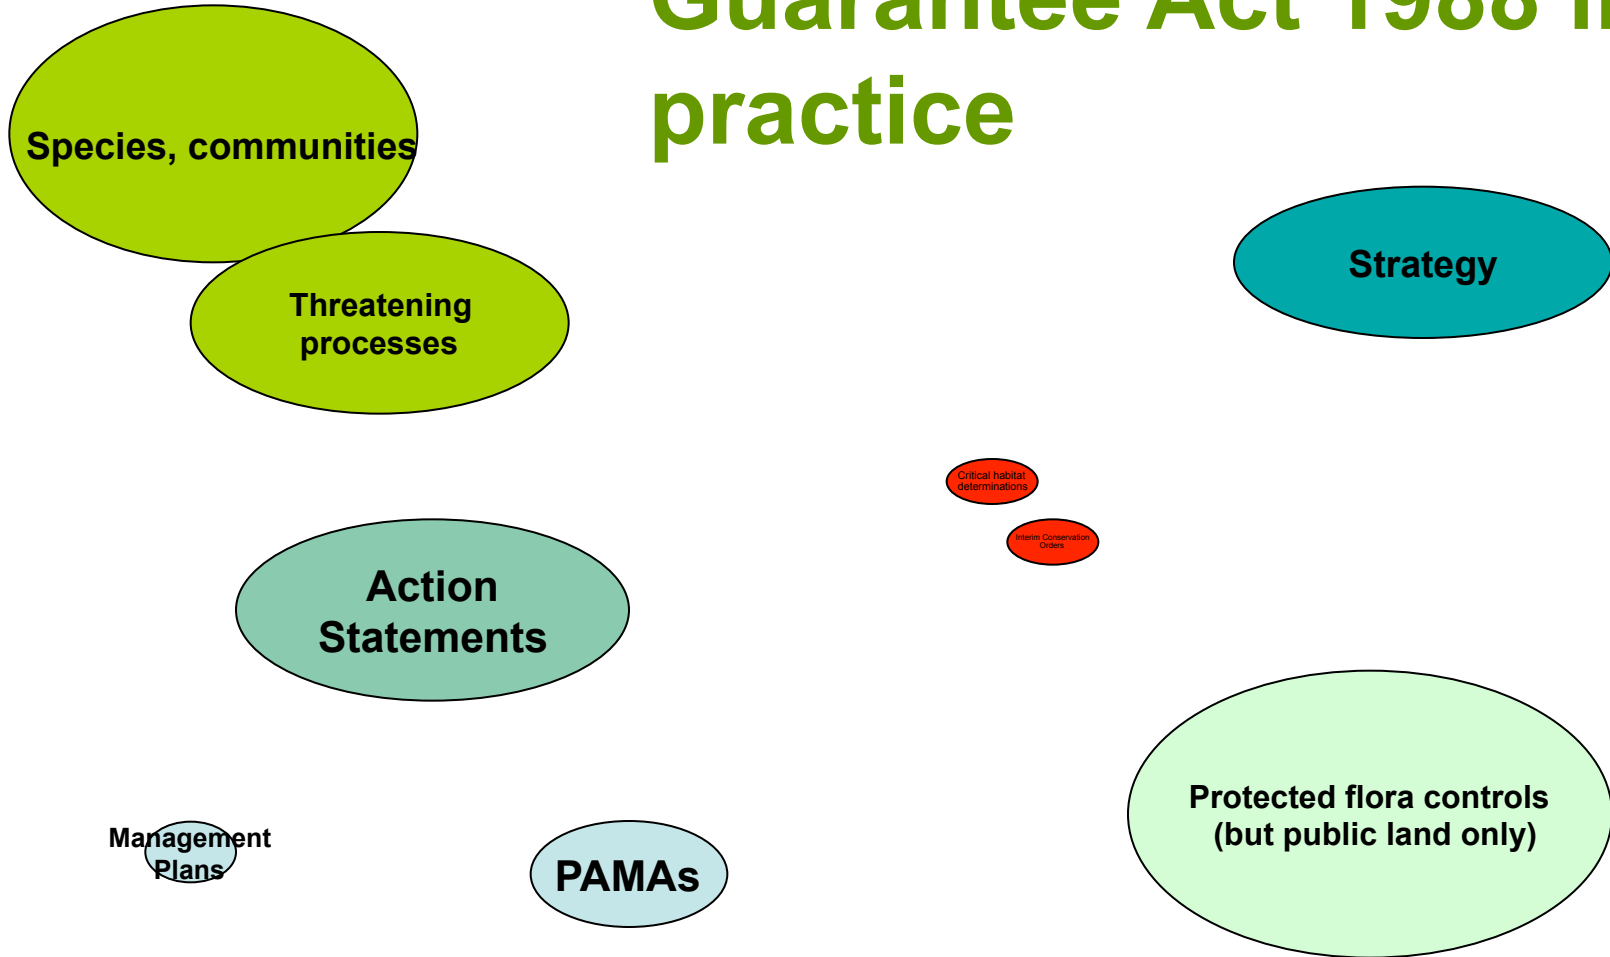 Guarantee Act 1988 i
practice
Species, communities
Threatening
processes
Strategy
Critical habitat
determinations
Interim Conservation
Orders
Action
Statements
Protected flora controls
(but public land only)
Management
Plans
PAMAs